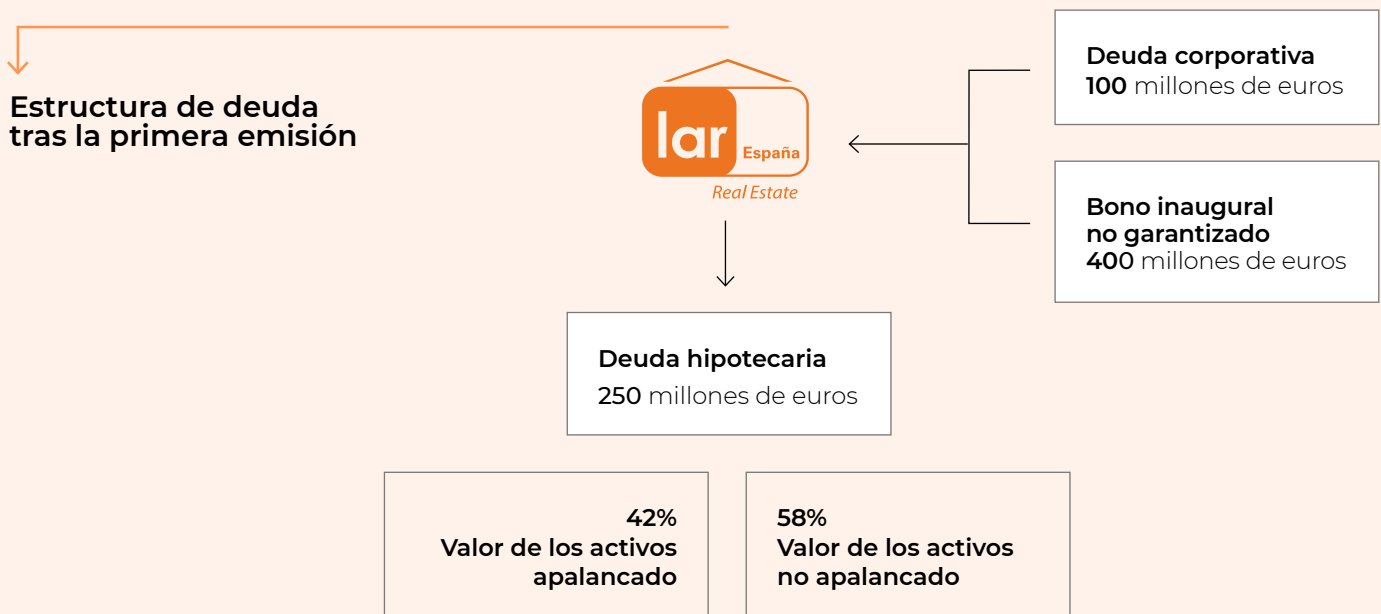 Estructura de deuda
tras la primera emisión
lar
España
Real Estate
Deuda corporativa
100 millones de euros
Bono inaugural
no garantizado
400 millones de euros
Deuda hipotecaria
250 millones de euros
42%
Valor de los activos
apalancado
58%
Valor de los activos
no apalancado